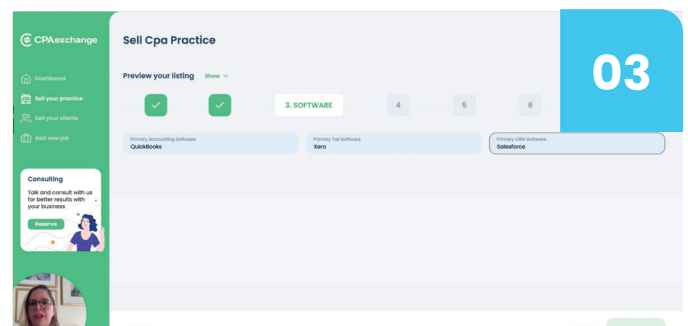 CPAexchange
Sell Cpa Practice
03
Preview your listing Show
3. SOFTWARE 4 5 6
Dashboard
Sell your practice
Sell your clients
Add new job
Primary Accounting Software
QuickBooks
Primary Tax Software
Xero
Primary CRM Software
Salesforce
Consulting
Talk and consult with us
for better results with
your business
Reserve